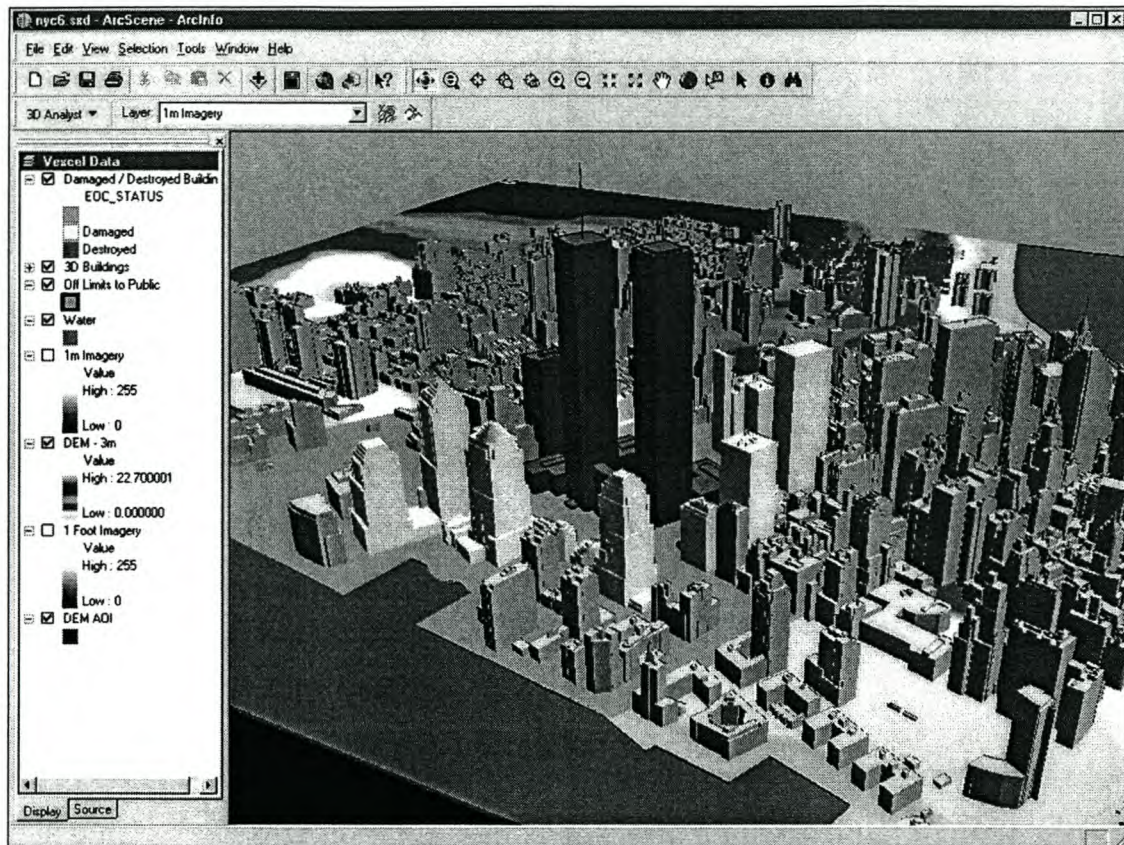 nyc6.sxd - ArcScene - ArcInfo
File Edit View Selection Tools Window Help
3D Analyst Layer: 1m Imagery
Vexcel Data
Damaged / Destroyed Buildin
EOC_STATUS
Damaged
Destroyed
3D Buildings
Off Limits to Public
Water
1m Imagery
Value
High : 255
Low : 0
DEM - 3m
Value
High : 22.700001
Low : 0.000000
1 Foot Imagery
Value
High : 255
Low : 0
DEM AOI
Display Source